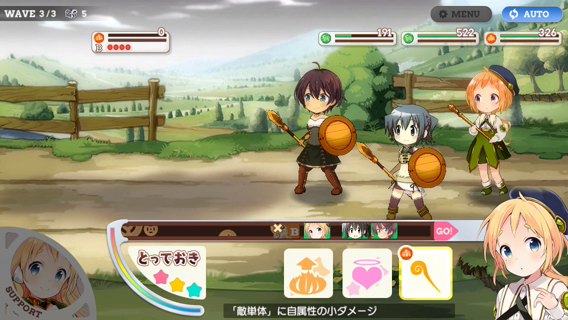 WAVE 3/3 5
MENU
AUTO
0
B
191
522
326
B
GO!
とっておき
SUPPORT
「敵単体」に自属性の小ダメージ